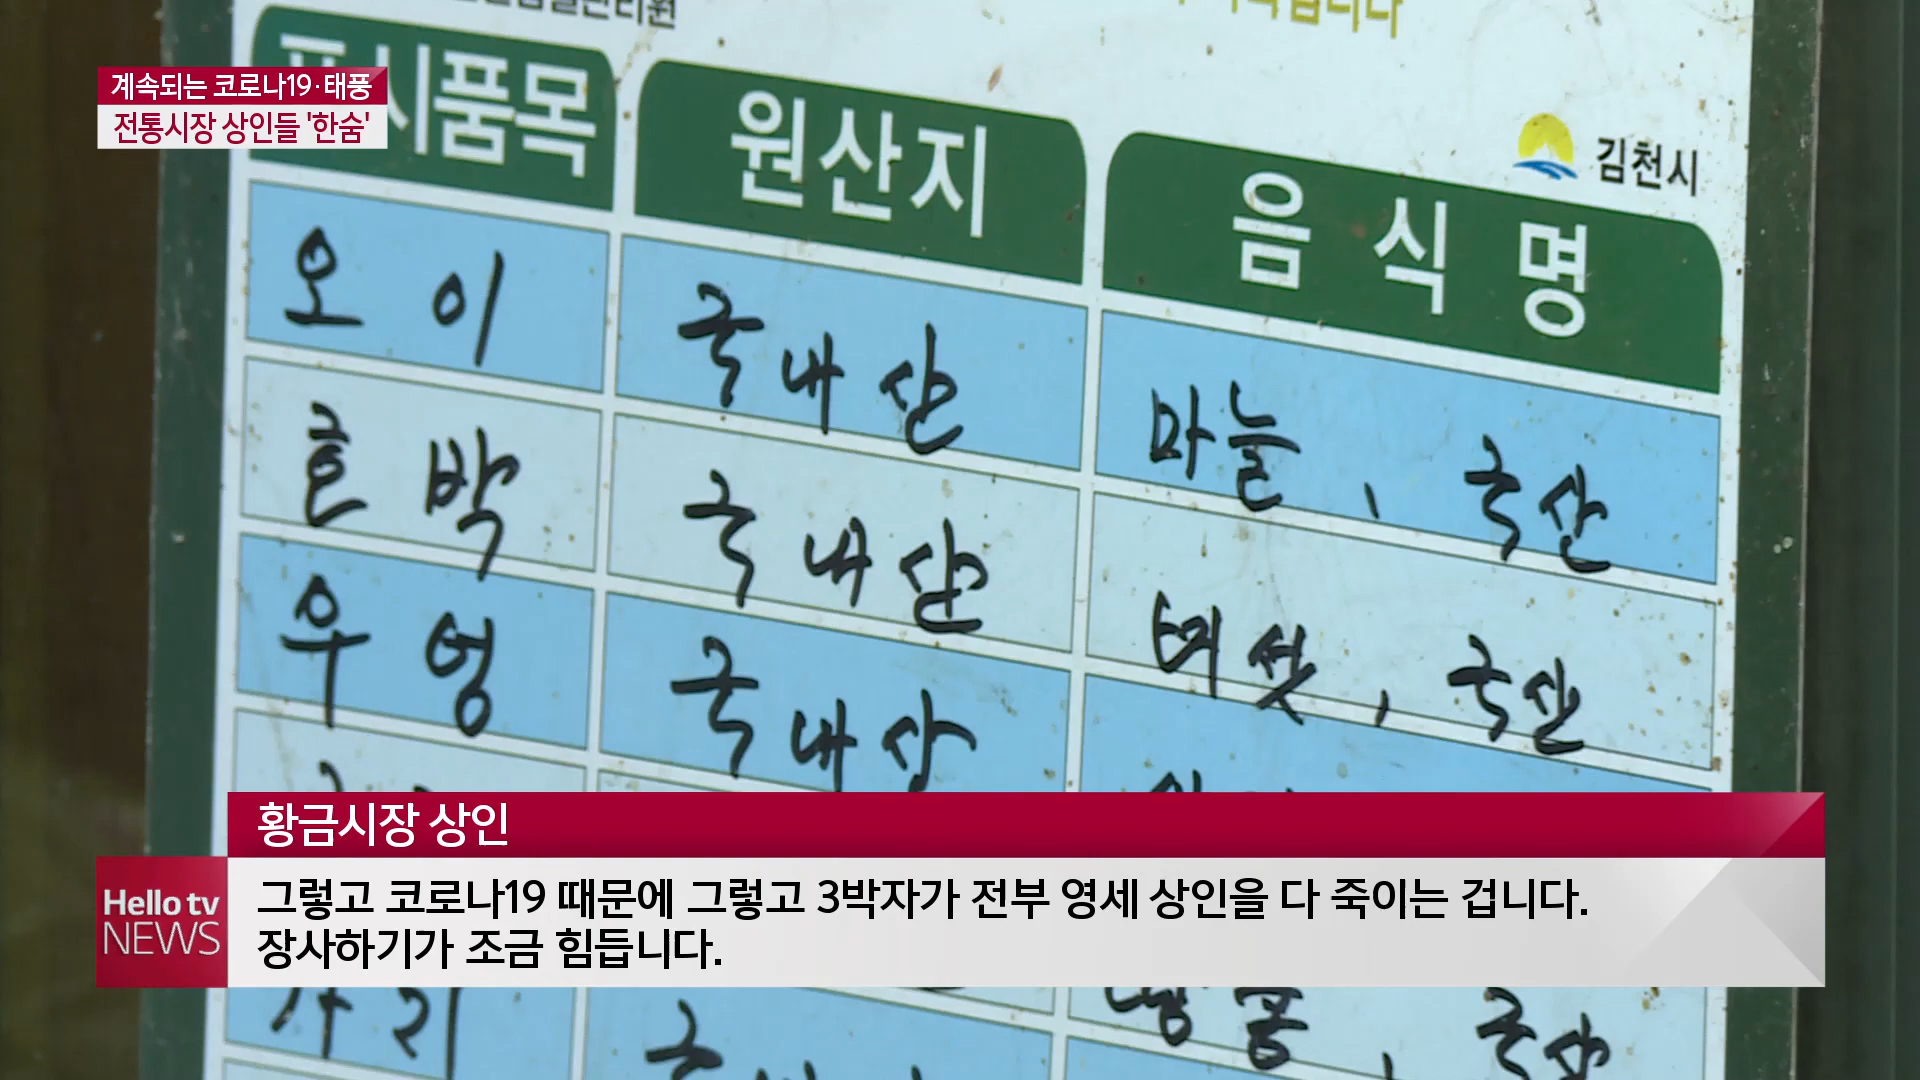 계속되는 코로나19·태풍
전통시장 상인들 '한숨'
김천시
표시품목 원산지 음식명
오이 국내산 마늘, 국산
호박 국내산 버섯, 국산
우엉 국내산
황금시장 상인
Hello tv
NEWS
그렇고 코로나19 때문에 그렇고 3박자가 전부 영세 상인을 다 죽이는 겁니다.
장사하기가 조금 힘듭니다.
국산